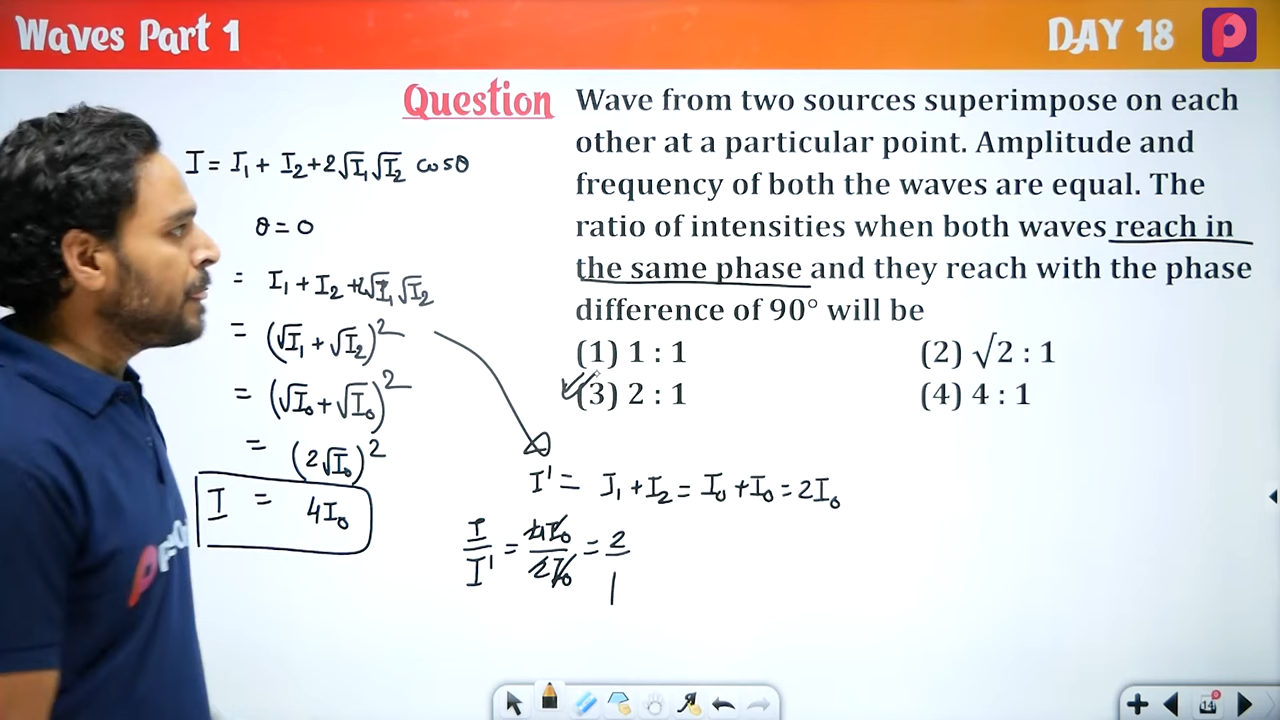 Waves Part 1
DAY 18
Question
Wave from two sources superimpose on each
other at a particular point. Amplitude and
frequency of both the waves are equal. The
ratio of intensities when both waves reach in
the same phase and they reach with the phase
difference of 90° will be
(1) 1 : 1
(2) √2 : 1
(3) 2 : 1
(4) 4 : 1
I = I₁ + I₂ + 2√I₁√I₂ cosθ
θ = 0
= I₁ + I₂ + 2√I₁√I₂
= (√I₁ + √I₂)²
= (√I₀ + √I₀)²
= (2√I₀)²
I = 4I₀
I' = I₁ + I₂ = I₀ + I₀ = 2I₀
I/I' = 4I₀/2I₀ = 2/1
14